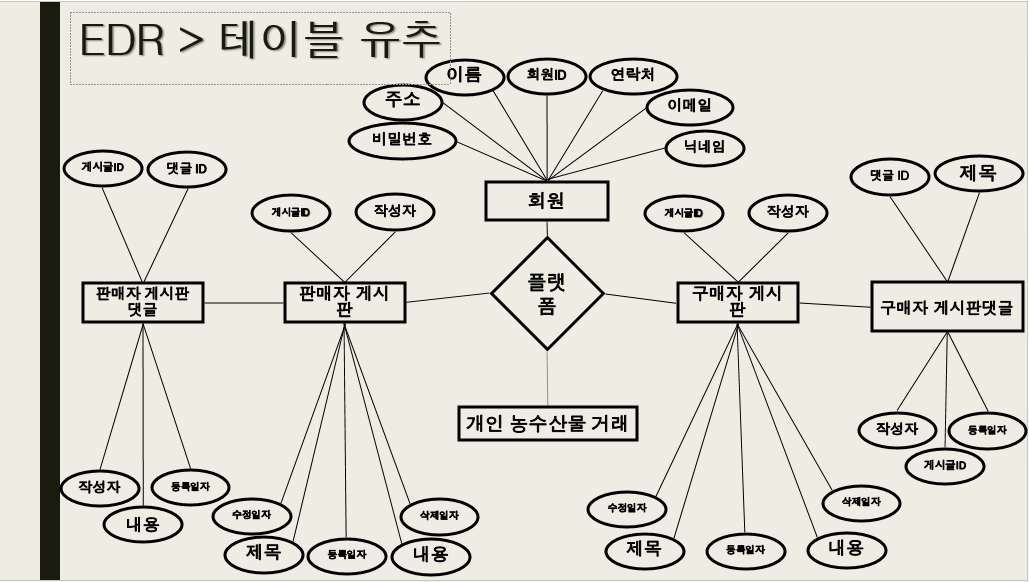 EDR > 테이블 유추
이름
회원ID
연락처
주소
이메일
비밀번호
닉네임
게시글ID
댓글 ID
게시글ID
작성자
회원
게시글ID
작성자
댓글 ID
제목
판매자 게시판
댓글
판매자 게시
판
플랫
폼
구매자 게시
판
구매자 게시판댓글
개인 농수산물 거래
작성자
내용
등록일자
수정일자
제목
등록일자
내용
삭제일자
수정일자
제목
등록일자
내용
삭제일자
작성자
게시글ID
등록일자